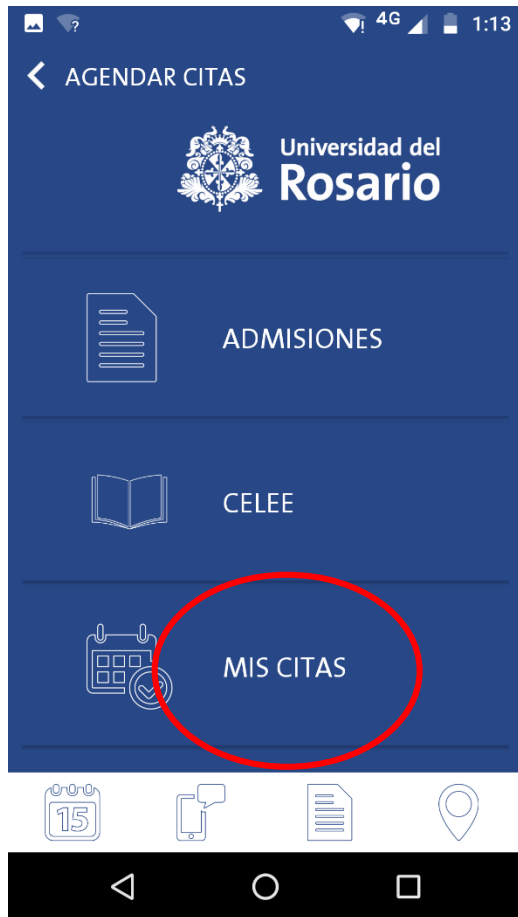 4G 1:13
AGENDAR CITAS
Universidad del
Rosario
ADMISIONES
CELEE
MIS CITAS
15